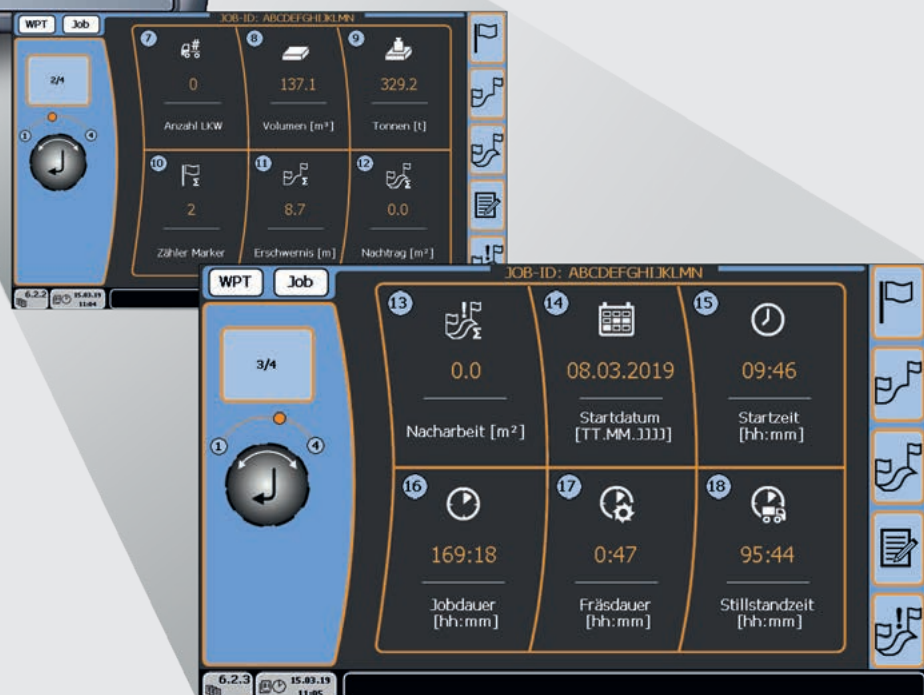 WPT Job
JOB-ID: ABCDEFGHIJKLMN
2/4
1 4
7 8 9
#
0 137.1 329.2
Anzahl LKW Volumen [m³] Tonnen [t]
10 11 12
Σ Σ Σ
2 8.7 0.0
Zähler Marker Erschwernis [m] Nachtrag [m²]
6.2.2 15.03.19
11:04
WPT Job
JOB-ID: ABCDEFGHIJKLMN
3/4
1 4
13 14 15
Σ
0.0 08.03.2019 09:46
Nacharbeit [m²] Startdatum Startzeit
[TT.MM.JJJJ] [hh:mm]
16 17 18
169:18 0:47 95:44
Jobdauer Fräsdauer Stillstandzeit
[hh:mm] [hh:mm] [hh:mm]
6.2.3 15.03.19
11:05